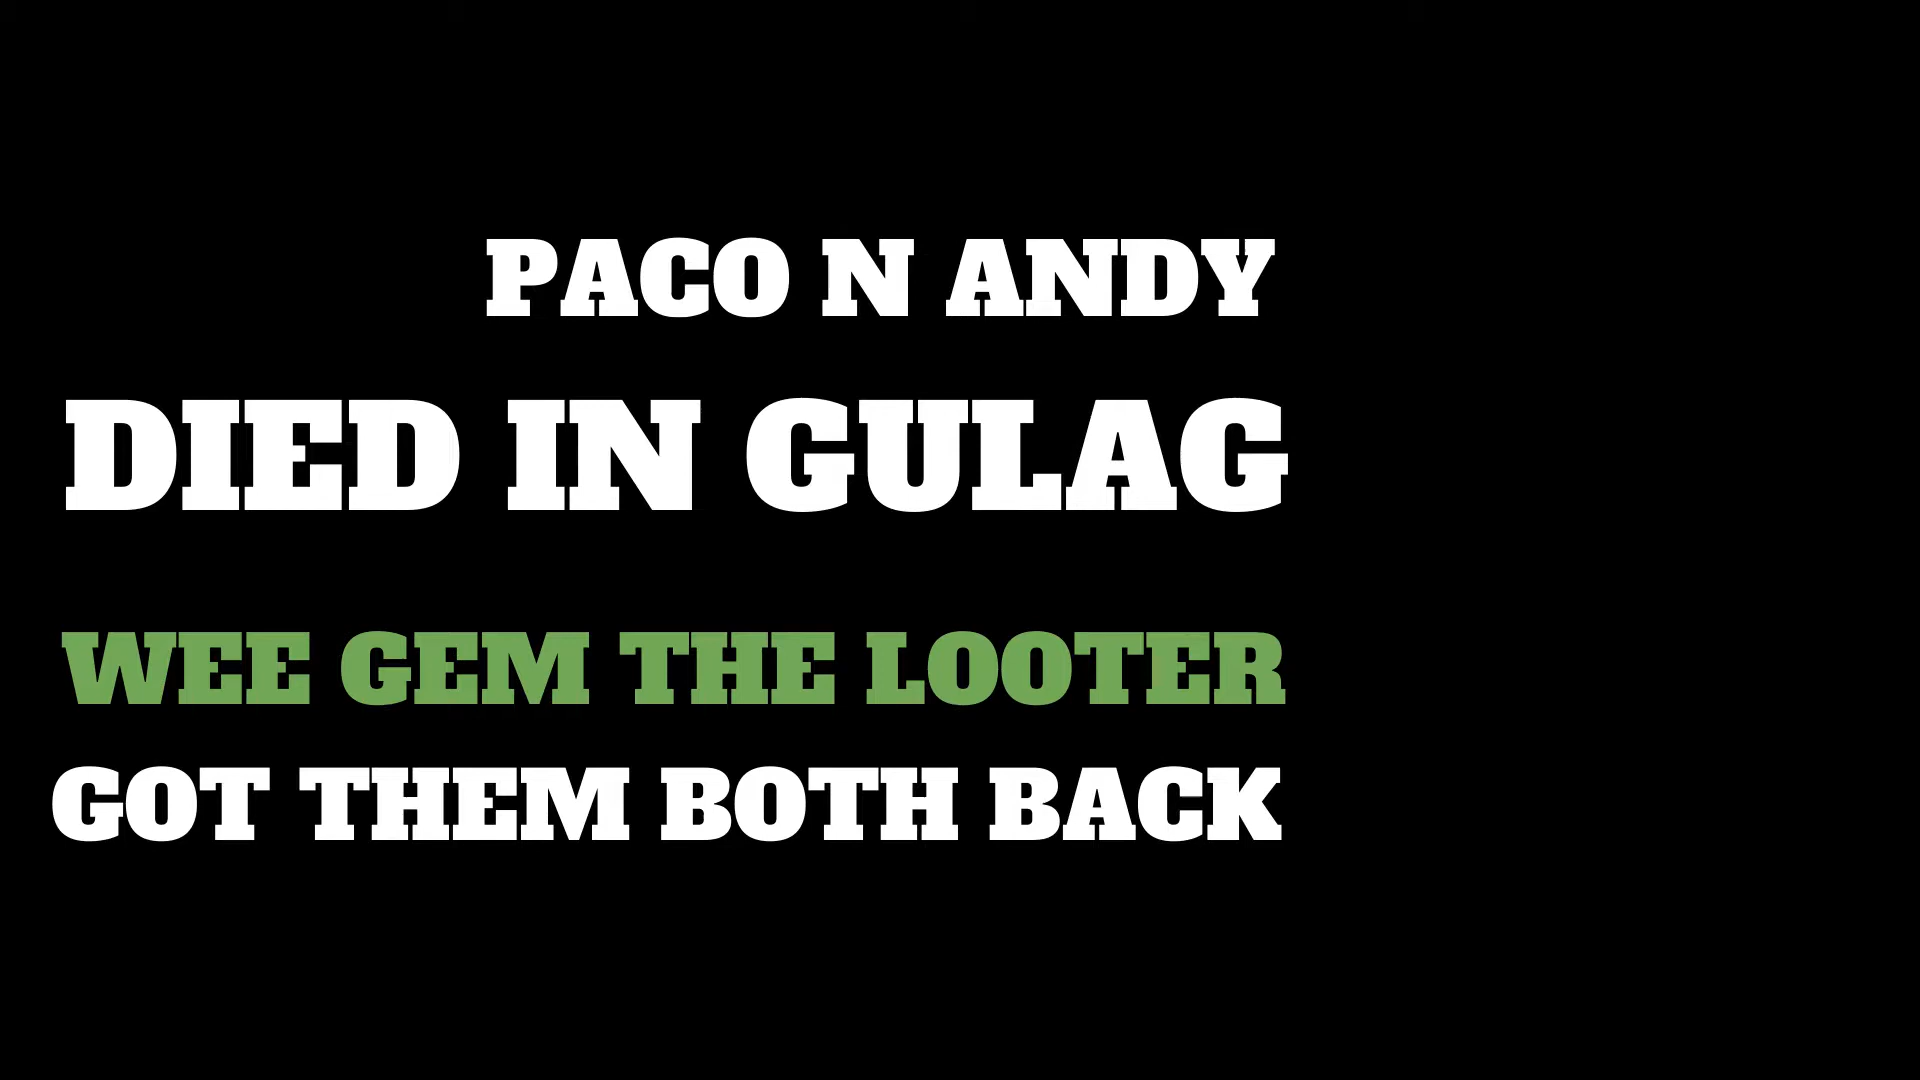 PACO N ANDY
DIED IN GULAG
WEE GEM THE LOOTER
GOT THEM BOTH BACK